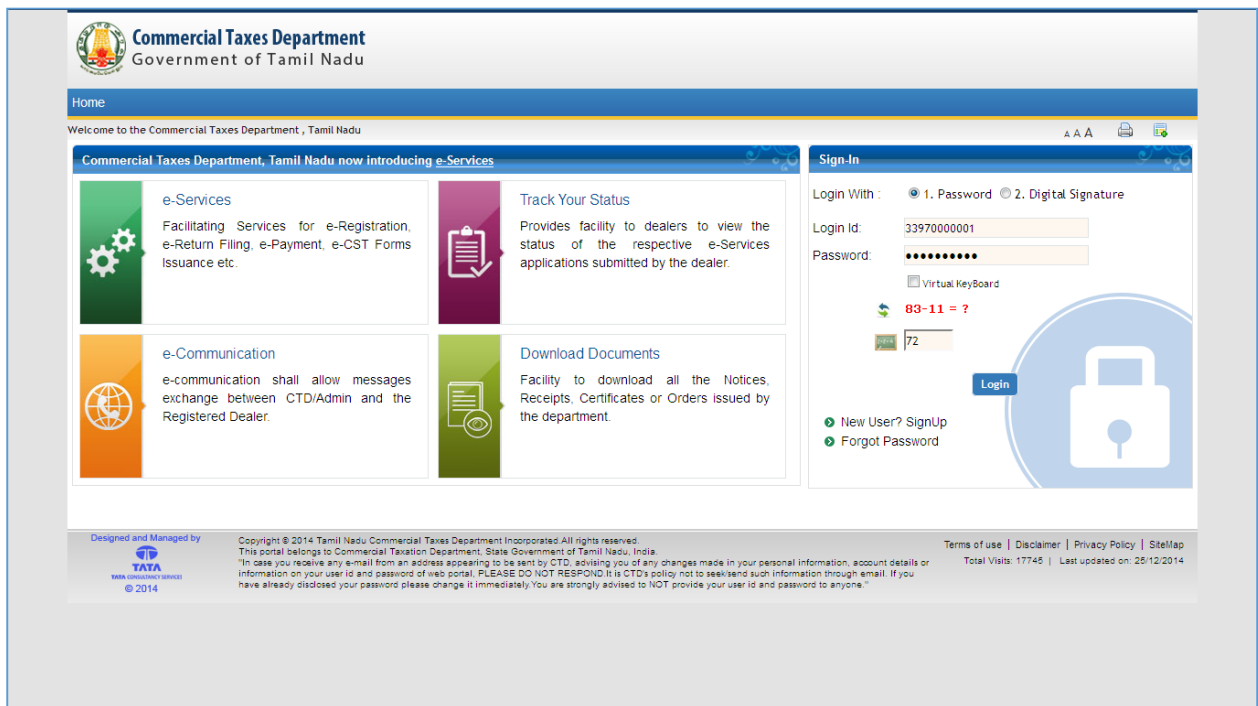 Commercial Taxes Department
Government of Tamil Nadu
Home
Welcome to the Commercial Taxes Department , Tamil Nadu
A A A
Commercial Taxes Department, Tamil Nadu now introducing e-Services
e-Services
Facilitating Services for e-Registration,
e-Return Filing, e-Payment, e-CST Forms
Issuance etc.
Track Your Status
Provides facility to dealers to view the
status of the respective e-Services
applications submitted by the dealer.
e-Communication
e-communication shall allow messages
exchange between CTD/Admin and the
Registered Dealer.
Download Documents
Facility to download all the Notices,
Receipts, Certificates or Orders issued by
the department.
Sign-In
Login With : 1. Password 2. Digital Signature
Login Id: 33970000001
Password: ••••••••••
Virtual KeyBoard
83-11 = ?
72
Login
New User? SignUp
Forgot Password
Designed and Managed by
TATA
TATA CONSULTANCY SERVICES
© 2014
Copyright © 2014 Tamil Nadu Commercial Taxes Department Incorporated.All rights reserved.
This portal belongs to Commercial Taxation Department, State Government of Tamil Nadu, India.
"In case you receive any e-mail from an address appearing to be sent by CTD, advising you of any changes made in your personal information, account details or
information on your user id and password of web portal, PLEASE DO NOT RESPOND.It is CTD's policy not to seek/send such information through email. If you
have already disclosed your password please change it immediately.You are strongly advised to NOT provide your user id and password to anyone."
Terms of use | Disclaimer | Privacy Policy | SiteMap
Total Visits: 17745 | Last updated on: 25/12/2014